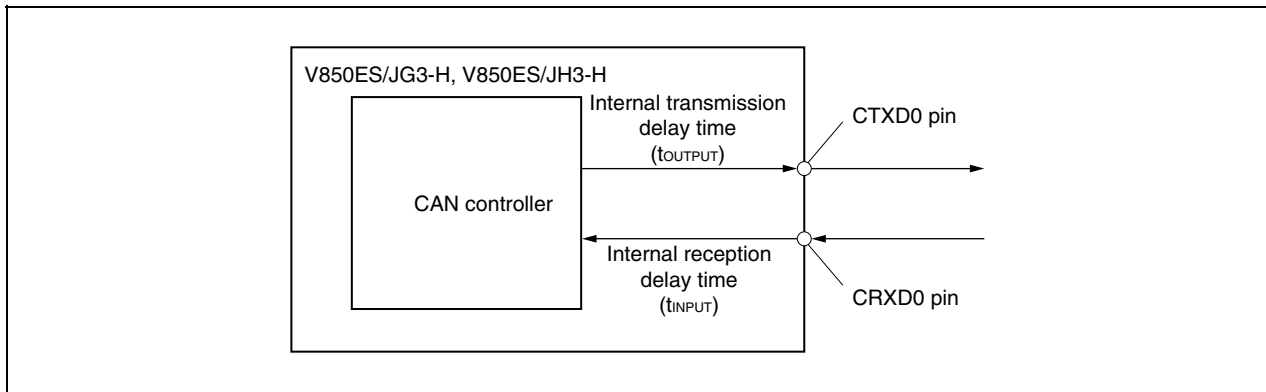 V850ES/JG3-H, V850ES/JH3-H
Internal transmission
delay time
(tOUTPUT)
CTXD0 pin
CAN controller
Internal reception
delay time
(tINPUT)
CRXD0 pin